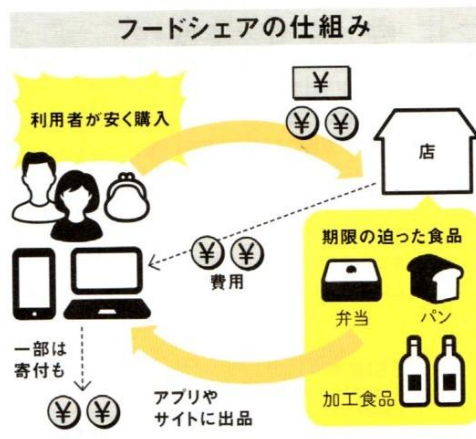 フードシェアの仕組み
利用者が安く購入
¥
¥ ¥
店
期限の迫った食品
弁当
パン
加工食品
¥ ¥
費用
一部は
寄付も
¥ ¥
アプリや
サイトに出品